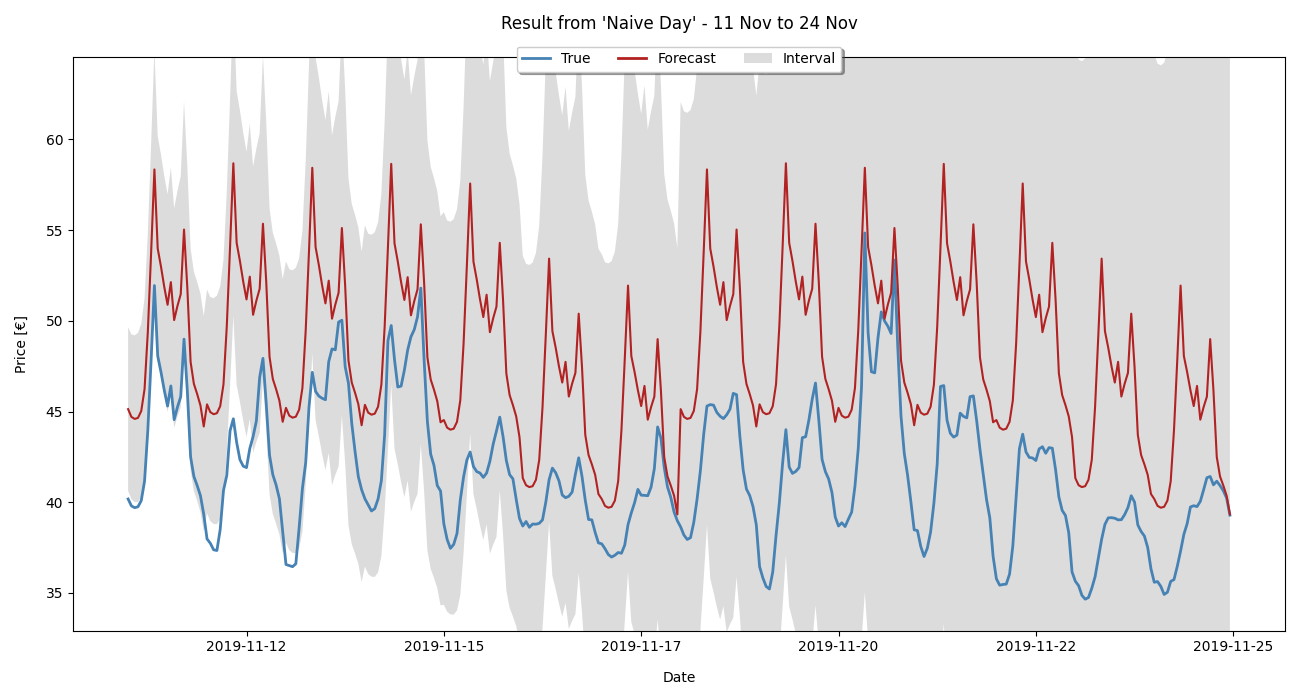 Result from 'Naive Day' - 11 Nov to 24 Nov
True Forecast Interval
Price [€]
60
55
50
45
40
35
2019-11-12 2019-11-15 2019-11-17 2019-11-20 2019-11-22 2019-11-25
Date